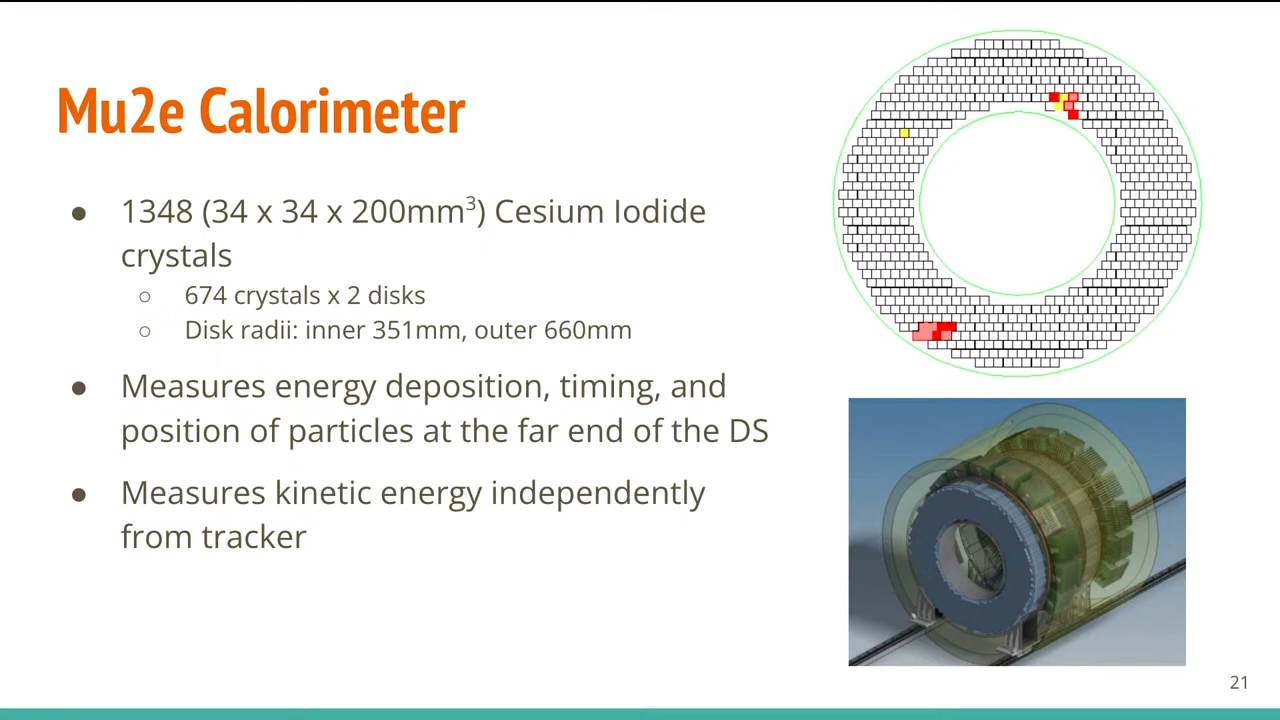 Mu2e Calorimeter
● 1348 (34 x 34 x 200mm³) Cesium Iodide
crystals
○ 674 crystals x 2 disks
○ Disk radii: inner 351mm, outer 660mm
● Measures energy deposition, timing, and
position of particles at the far end of the DS
● Measures kinetic energy independently
from tracker
21